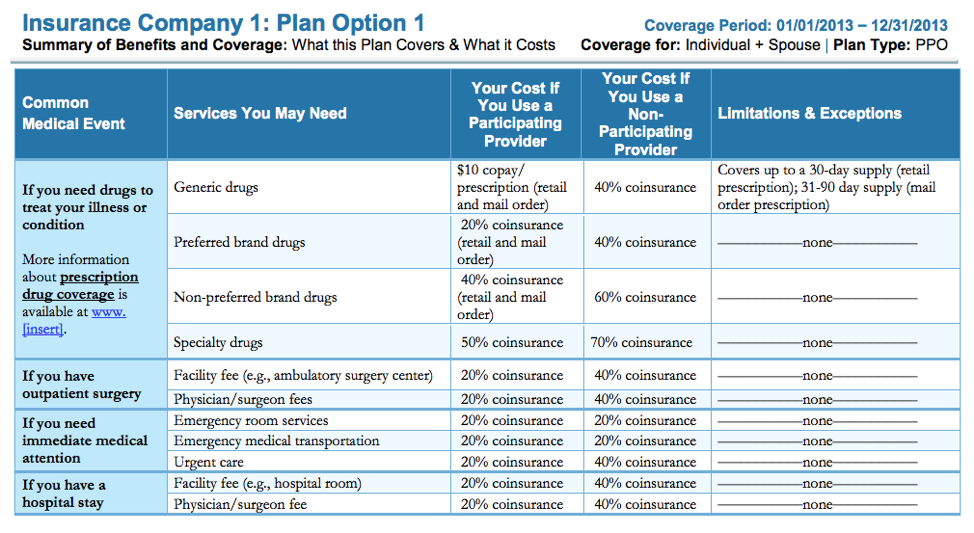 Insurance Company 1: Plan Option 1
Coverage Period: 01/01/2013 – 12/31/2013
Summary of Benefits and Coverage: What this Plan Covers & What it Costs
Coverage for: Individual + Spouse | Plan Type: PPO
Common
Medical Event
Services You May Need
Your Cost If
You Use a
Participating
Provider
Your Cost If
You Use a
Non-
Participating
Provider
Limitations & Exceptions
If you need drugs to
treat your illness or
condition
More information
about prescription
drug coverage is
available at www.
[insert].
Generic drugs
$10 copay/
prescription (retail
and mail order)
40% coinsurance
Covers up to a 30-day supply (retail
prescription); 31-90 day supply (mail
order prescription)
Preferred brand drugs
20% coinsurance
(retail and mail
order)
40% coinsurance
––––––––none––––––––
Non-preferred brand drugs
40% coinsurance
(retail and mail
order)
60% coinsurance
––––––––none––––––––
Specialty drugs
50% coinsurance
70% coinsurance
––––––––none––––––––
If you have
outpatient surgery
Facility fee (e.g., ambulatory surgery center)
20% coinsurance
40% coinsurance
––––––––none––––––––
Physician/surgeon fees
20% coinsurance
40% coinsurance
––––––––none––––––––
If you need
immediate medical
attention
Emergency room services
20% coinsurance
20% coinsurance
––––––––none––––––––
Emergency medical transportation
20% coinsurance
20% coinsurance
––––––––none––––––––
Urgent care
20% coinsurance
40% coinsurance
––––––––none––––––––
If you have a
hospital stay
Facility fee (e.g., hospital room)
20% coinsurance
40% coinsurance
––––––––none––––––––
Physician/surgeon fee
20% coinsurance
40% coinsurance
––––––––none––––––––